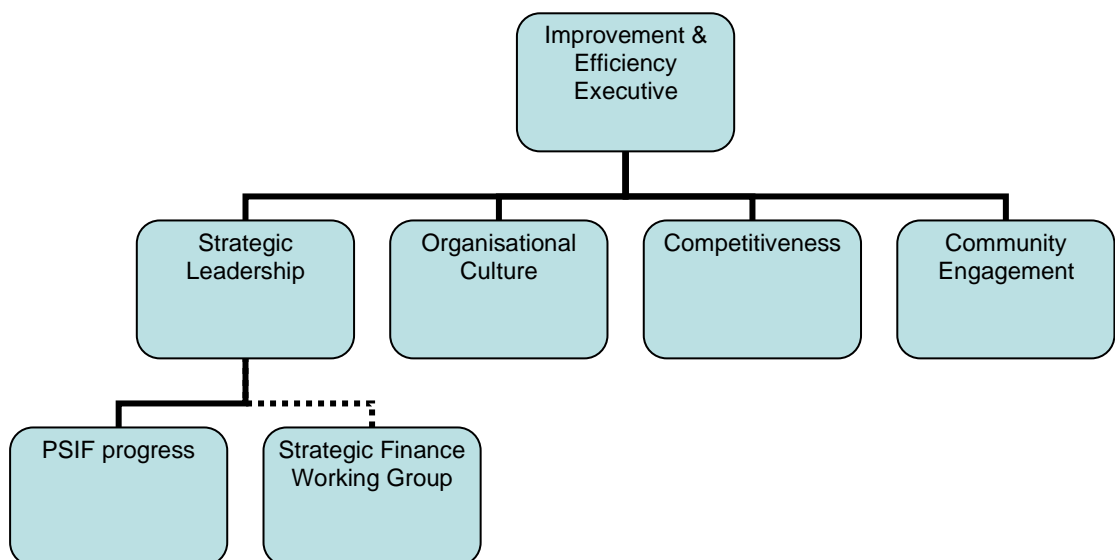 Improvement &
Efficiency
Executive
Strategic
Leadership
Organisational
Culture
Competitiveness
Community
Engagement
PSIF progress
Strategic Finance
Working Group